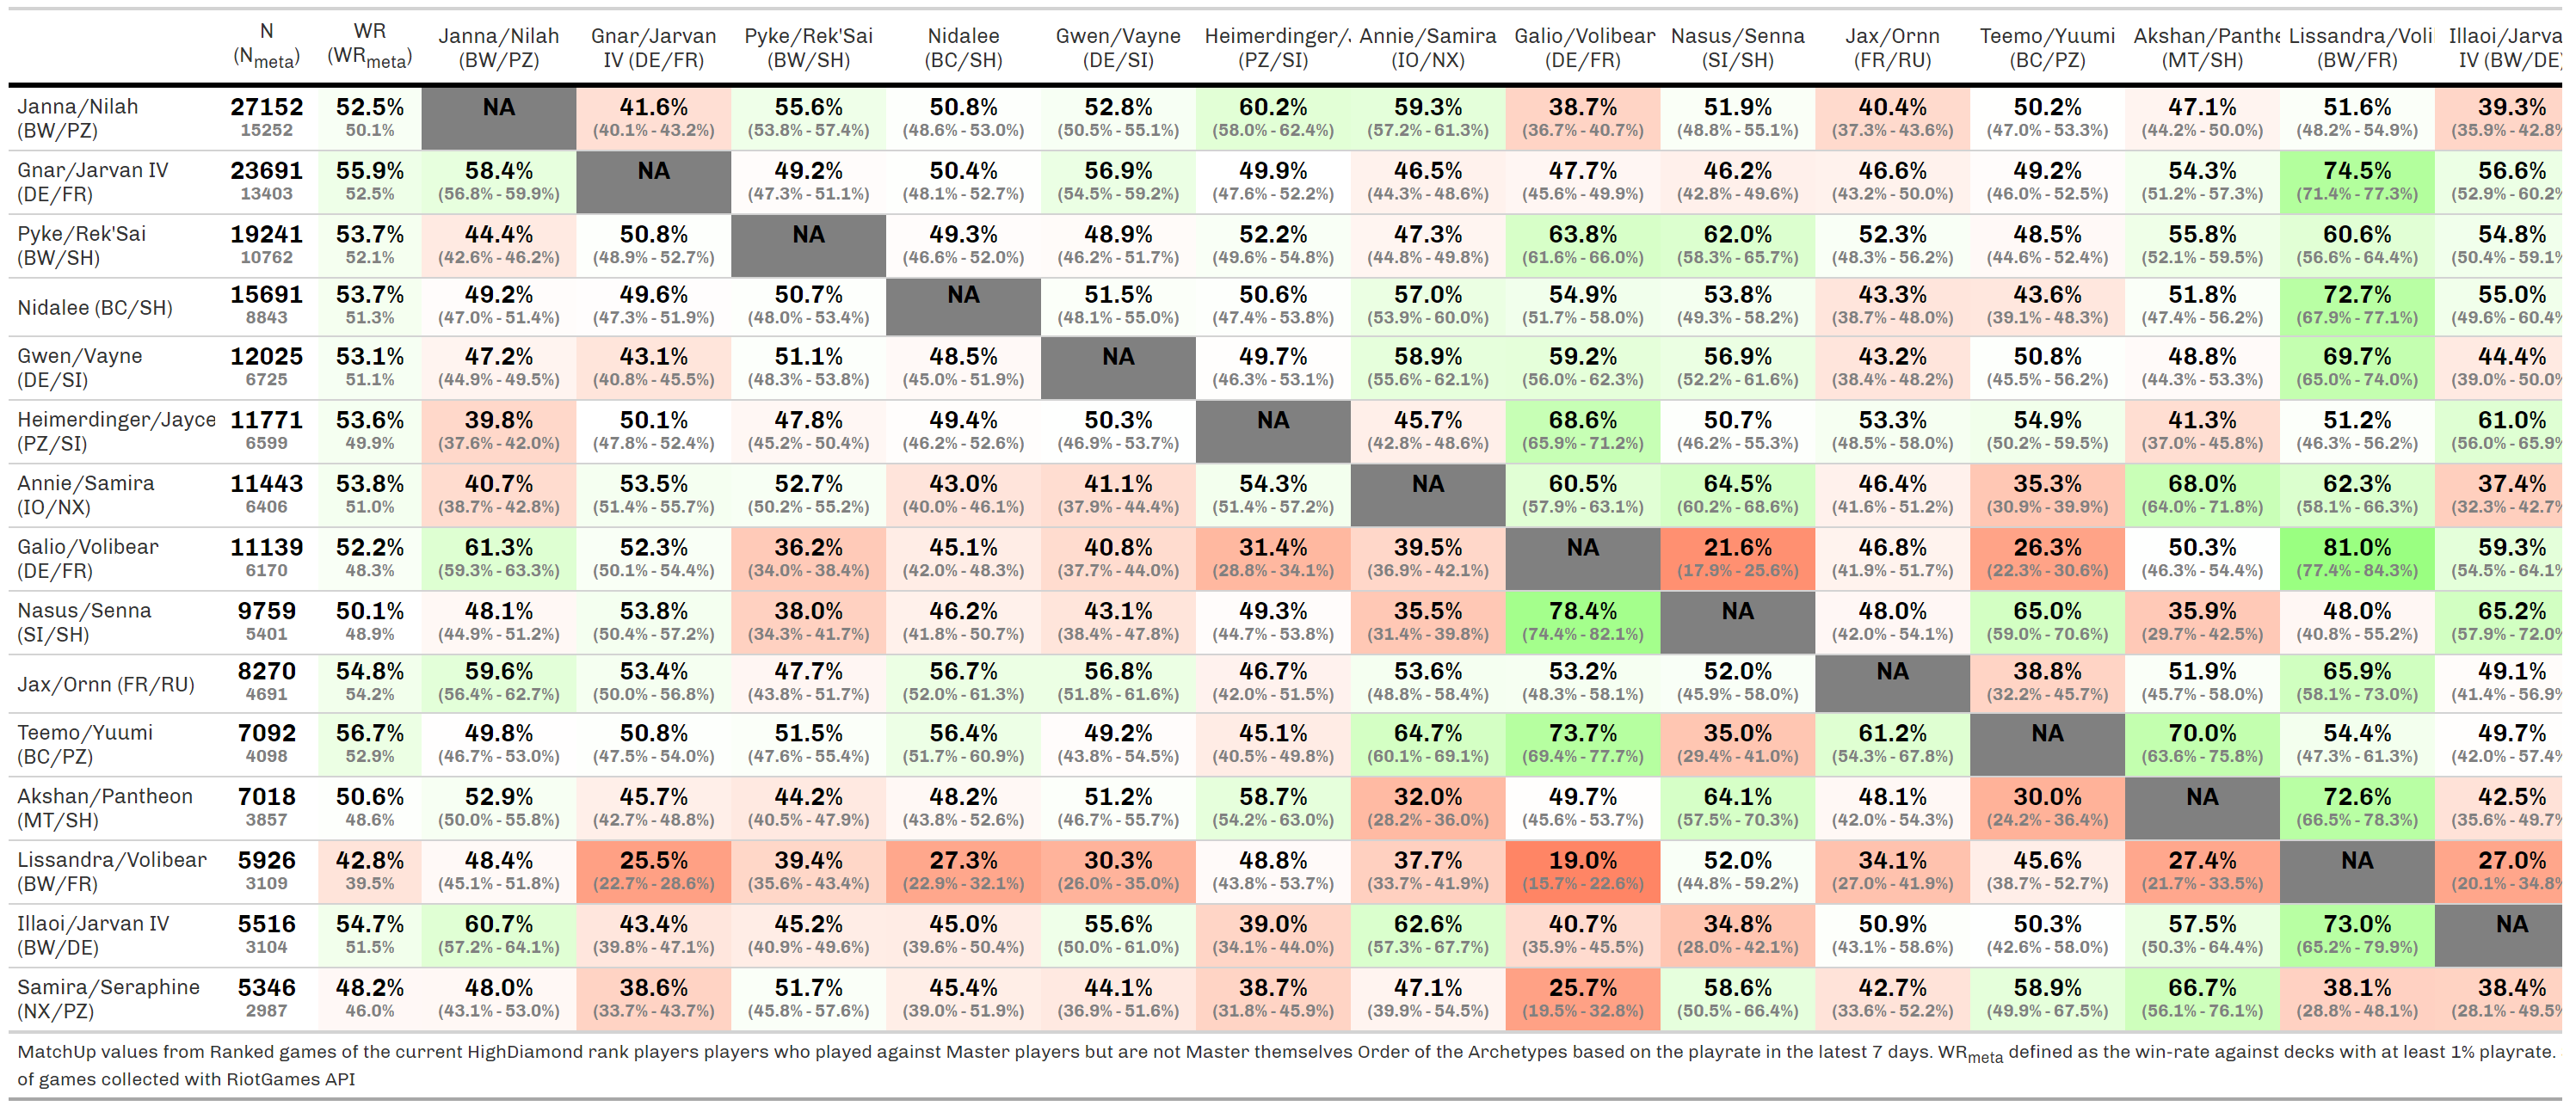 N WR Janna/Nilah Gnar/Jarvan Pyke/Rek'Sai Nidalee Gwen/Vayne Heimerdinger/J Annie/Samira Galio/Volibear Nasus/Senna Jax/Ornn Teemo/Yuumi Akshan/Panthe Lissandra/Voli Illaoi/Jarva
(Nmeta) (WRmeta) (BW/PZ) IV (DE/FR) (BW/SH) (BC/SH) (DE/SI) (PZ/SI) (IO/NX) (DE/FR) (SI/SH) (FR/RU) (BC/PZ) (MT/SH) (BW/FR) IV (BW/DE)
Janna/Nilah 27152 52.5% NA 41.6% 55.6% 50.8% 52.8% 60.2% 59.3% 38.7% 51.9% 40.4% 50.2% 47.1% 51.6% 39.3%
(BW/PZ) 15252 50.1% (40.1% - 43.2%) (53.8% - 57.4%) (48.6% - 53.0%) (50.5% - 55.1%) (58.0% - 62.4%) (57.2% - 61.3%) (36.7% - 40.7%) (48.8% - 55.1%) (37.3% - 43.6%) (47.0% - 53.3%) (44.2% - 50.0%) (48.2% - 54.9%) (35.9% - 42.8%
Gnar/Jarvan IV 23691 55.9% 58.4% NA 49.2% 50.4% 56.9% 49.9% 46.5% 47.7% 46.2% 46.6% 49.2% 54.3% 74.5% 56.6%
(DE/FR) 13403 52.5% (56.8% - 59.9%) (47.3% - 51.1%) (48.1% - 52.7%) (54.5% - 59.2%) (47.6% - 52.2%) (44.3% - 48.6%) (45.6% - 49.9%) (42.8% - 49.6%) (43.2% - 50.0%) (46.0% - 52.5%) (51.2% - 57.3%) (71.4% - 77.3%) (52.9% - 60.2%
Pyke/Rek'Sai 19241 53.7% 44.4% 50.8% NA 49.3% 48.9% 52.2% 47.3% 63.8% 62.0% 52.3% 48.5% 55.8% 60.6% 54.8%
(BW/SH) 10762 52.1% (42.6% - 46.2%) (48.9% - 52.7%) (46.6% - 52.0%) (46.2% - 51.7%) (49.6% - 54.8%) (44.8% - 49.8%) (61.6% - 66.0%) (58.3% - 65.7%) (48.3% - 56.2%) (44.6% - 52.4%) (52.1% - 59.5%) (56.6% - 64.4%) (50.4% - 59.1%
Nidalee (BC/SH) 15691 53.7% 49.2% 49.6% 50.7% NA 51.5% 50.6% 57.0% 54.9% 53.8% 43.3% 43.6% 51.8% 72.7% 55.0%
8843 51.3% (47.0% - 51.4%) (47.3% - 51.9%) (48.0% - 53.4%) (48.1% - 55.0%) (47.4% - 53.8%) (53.9% - 60.0%) (51.7% - 58.0%) (49.3% - 58.2%) (38.7% - 48.0%) (39.1% - 48.3%) (47.4% - 56.2%) (67.9% - 77.1%) (49.6% - 60.4%
Gwen/Vayne 12025 53.1% 47.2% 43.1% 51.1% 48.5% NA 49.7% 58.9% 59.2% 56.9% 43.2% 50.8% 48.8% 69.7% 44.4%
(DE/SI) 6725 51.1% (44.9% - 49.5%) (40.8% - 45.5%) (48.3% - 53.8%) (45.0% - 51.9%) (46.3% - 53.1%) (55.6% - 62.1%) (56.0% - 62.3%) (52.2% - 61.6%) (38.4% - 48.2%) (45.5% - 56.2%) (44.3% - 53.3%) (65.0% - 74.0%) (39.0% - 50.0%
Heimerdinger/Jayce 11771 53.6% 39.8% 50.1% 47.8% 49.4% 50.3% NA 45.7% 68.6% 50.7% 53.3% 54.9% 41.3% 51.2% 61.0%
(PZ/SI) 6599 49.9% (37.6% - 42.0%) (47.8% - 52.4%) (45.2% - 50.4%) (46.2% - 52.6%) (46.9% - 53.7%) (42.8% - 48.6%) (65.9% - 71.2%) (46.2% - 55.3%) (48.5% - 58.0%) (50.2% - 59.5%) (37.0% - 45.8%) (46.3% - 56.2%) (56.0% - 65.9%
Annie/Samira 11443 53.8% 40.7% 53.5% 52.7% 43.0% 41.1% 54.3% NA 60.5% 64.5% 46.4% 35.3% 68.0% 62.3% 37.4%
(IO/NX) 6406 51.0% (38.7% - 42.8%) (51.4% - 55.7%) (50.2% - 55.2%) (40.0% - 46.1%) (37.9% - 44.4%) (51.4% - 57.2%) (57.9% - 63.1%) (60.2% - 68.6%) (41.6% - 51.2%) (30.9% - 39.9%) (64.0% - 71.8%) (58.1% - 66.3%) (32.3% - 42.7%
Galio/Volibear 11139 52.2% 61.3% 52.3% 36.2% 45.1% 40.8% 31.4% 39.5% NA 21.6% 46.8% 26.3% 50.3% 81.0% 59.3%
(DE/FR) 6170 48.3% (59.3% - 63.3%) (50.1% - 54.4%) (34.0% - 38.4%) (42.0% - 48.3%) (37.7% - 44.0%) (28.8% - 34.1%) (36.9% - 42.1%) (17.9% - 25.6%) (41.9% - 51.7%) (22.3% - 30.6%) (46.3% - 54.4%) (77.4% - 84.3%) (54.5% - 64.1%
Nasus/Senna 9759 50.1% 48.1% 53.8% 38.0% 46.2% 43.1% 49.3% 35.5% 78.4% NA 48.0% 65.0% 35.9% 48.0% 65.2%
(SI/SH) 5401 48.9% (44.9% - 51.2%) (50.4% - 57.2%) (34.3% - 41.7%) (41.8% - 50.7%) (38.4% - 47.8%) (44.7% - 53.8%) (31.4% - 39.8%) (74.4% - 82.1%) (42.0% - 54.1%) (59.0% - 70.6%) (29.7% - 42.5%) (40.8% - 55.2%) (57.9% - 72.0%
Jax/Ornn (FR/RU) 8270 54.8% 59.6% 53.4% 47.7% 56.7% 56.8% 46.7% 53.6% 53.2% 52.0% NA 38.8% 51.9% 65.9% 49.1%
4691 54.2% (56.4% - 62.7%) (50.0% - 56.8%) (43.8% - 51.7%) (52.0% - 61.3%) (51.8% - 61.6%) (42.0% - 51.5%) (48.8% - 58.4%) (48.3% - 58.1%) (45.9% - 58.0%) (32.2% - 45.7%) (45.7% - 58.0%) (58.1% - 73.0%) (41.4% - 56.9%
Teemo/Yuumi 7092 56.7% 49.8% 50.8% 51.5% 56.4% 49.2% 45.1% 64.7% 73.7% 35.0% 61.2% NA 70.0% 54.4% 49.7%
(BC/PZ) 4098 52.9% (46.7% - 53.0%) (47.5% - 54.0%) (47.6% - 55.4%) (51.7% - 60.9%) (43.8% - 54.5%) (40.5% - 49.8%) (60.1% - 69.1%) (69.4% - 77.7%) (29.4% - 41.0%) (54.3% - 67.8%) (63.6% - 75.8%) (47.3% - 61.3%) (42.0% - 57.4%
Akshan/Pantheon 7018 50.6% 52.9% 45.7% 44.2% 48.2% 51.2% 58.7% 32.0% 49.7% 64.1% 48.1% 30.0% NA 72.6% 42.5%
(MT/SH) 3857 48.6% (50.0% - 55.8%) (42.7% - 48.8%) (40.5% - 47.9%) (43.8% - 52.6%) (46.7% - 55.7%) (54.2% - 63.0%) (28.2% - 36.0%) (45.6% - 53.7%) (57.5% - 70.3%) (42.0% - 54.3%) (24.2% - 36.4%) (66.5% - 78.3%) (35.6% - 49.7%
Lissandra/Volibear 5926 42.8% 48.4% 25.5% 39.4% 27.3% 30.3% 48.8% 37.7% 19.0% 52.0% 34.1% 45.6% 27.4% NA 27.0%
(BW/FR) 3109 39.5% (45.1% - 51.8%) (22.7% - 28.6%) (35.6% - 43.4%) (22.9% - 32.1%) (26.0% - 35.0%) (43.8% - 53.7%) (33.7% - 41.9%) (15.7% - 22.6%) (44.8% - 59.2%) (27.0% - 41.9%) (38.7% - 52.7%) (21.7% - 33.5%) (20.1% - 34.8%
Illaoi/Jarvan IV 5516 54.7% 60.7% 43.4% 45.2% 45.0% 55.6% 39.0% 62.6% 40.7% 34.8% 50.9% 50.3% 57.5% 73.0% NA
(BW/DE) 3104 51.5% (57.2% - 64.1%) (39.8% - 47.1%) (40.9% - 49.6%) (39.6% - 50.4%) (50.0% - 61.0%) (34.1% - 44.0%) (57.3% - 67.7%) (35.9% - 45.5%) (28.0% - 42.1%) (43.1% - 58.6%) (42.6% - 58.0%) (50.3% - 64.4%) (65.2% - 79.9%)
Samira/Seraphine 5346 48.2% 48.0% 38.6% 51.7% 45.4% 44.1% 38.7% 47.1% 25.7% 58.6% 42.7% 58.9% 66.7% 38.1% 38.4%
(NX/PZ) 2987 46.0% (43.1% - 53.0%) (33.7% - 43.7%) (45.8% - 57.6%) (39.0% - 51.9%) (36.9% - 51.6%) (31.8% - 45.9%) (39.9% - 54.5%) (19.5% - 32.8%) (50.5% - 66.4%) (33.6% - 52.2%) (49.9% - 67.5%) (56.1% - 76.1%) (28.8% - 48.1%) (28.1% - 49.5%
MatchUp values from Ranked games of the current HighDiamond rank players players who played against Master players but are not Master themselves Order of the Archetypes based on the playrate in the latest 7 days. WRmeta defined as the win-rate against decks with at least 1% playrate.
of games collected with RiotGames API